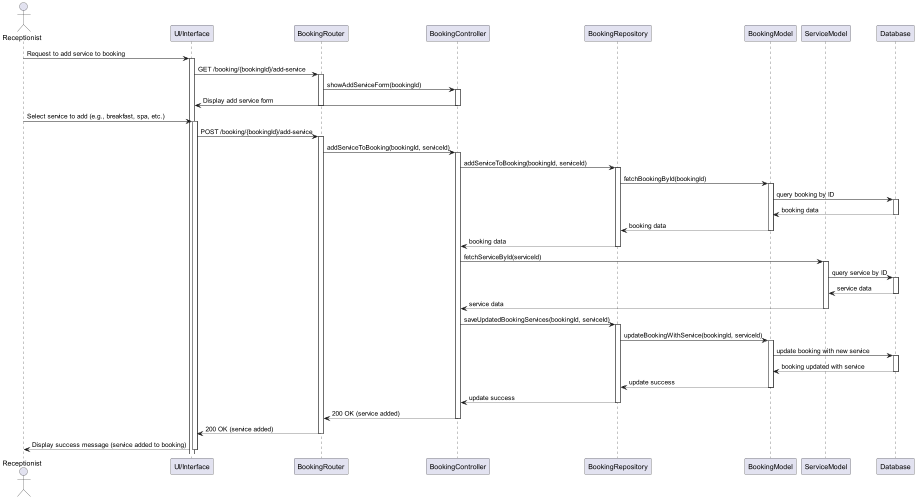 Receptionist
UI/Interface
BookingRouter
BookingController
BookingRepository
BookingModel
ServiceModel
Database
Request to add service to booking
GET /booking/{bookingId}/add-service
showAddServiceForm(bookingId)
Display add service form
Select service to add (e.g., breakfast, spa, etc.)
POST /booking/{bookingId}/add-service
addServiceToBooking(bookingId, serviceId)
addServiceToBooking(bookingId, serviceId)
fetchBookingById(bookingId)
query booking by ID
booking data
booking data
booking data
fetchServiceById(serviceId)
query service by ID
service data
service data
saveUpdatedBookingServices(bookingId, serviceId)
updateBookingWithService(bookingId, serviceId)
update booking with new service
booking updated with service
update success
update success
200 OK (service added)
200 OK (service added)
Display success message (service added to booking)
Receptionist
UI/Interface
BookingRouter
BookingController
BookingRepository
BookingModel
ServiceModel
Database